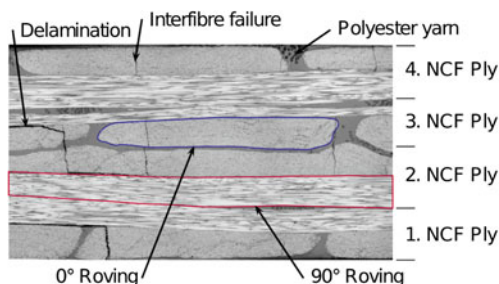 Delamination
Interfibre failure
Polyester yarn
4. NCF Ply
3. NCF Ply
2. NCF Ply
1. NCF Ply
0° Roving
90° Roving